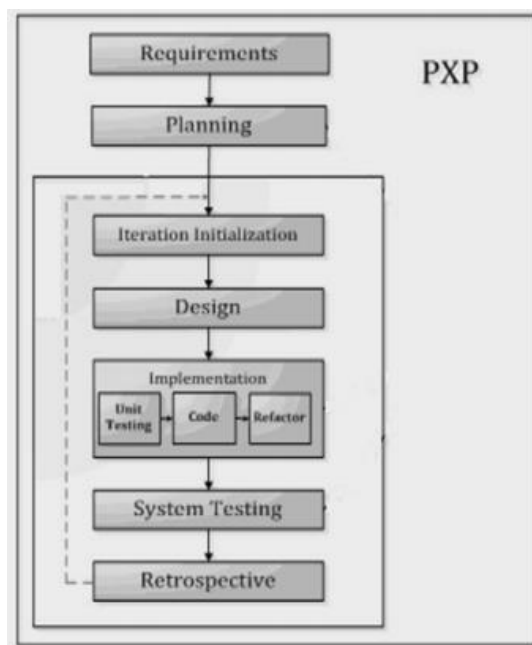 Requirements
PXP
Planning
Iteration Initialization
Design
Implementation
Unit
Testing
Code
Refactor
System Testing
Retrospective